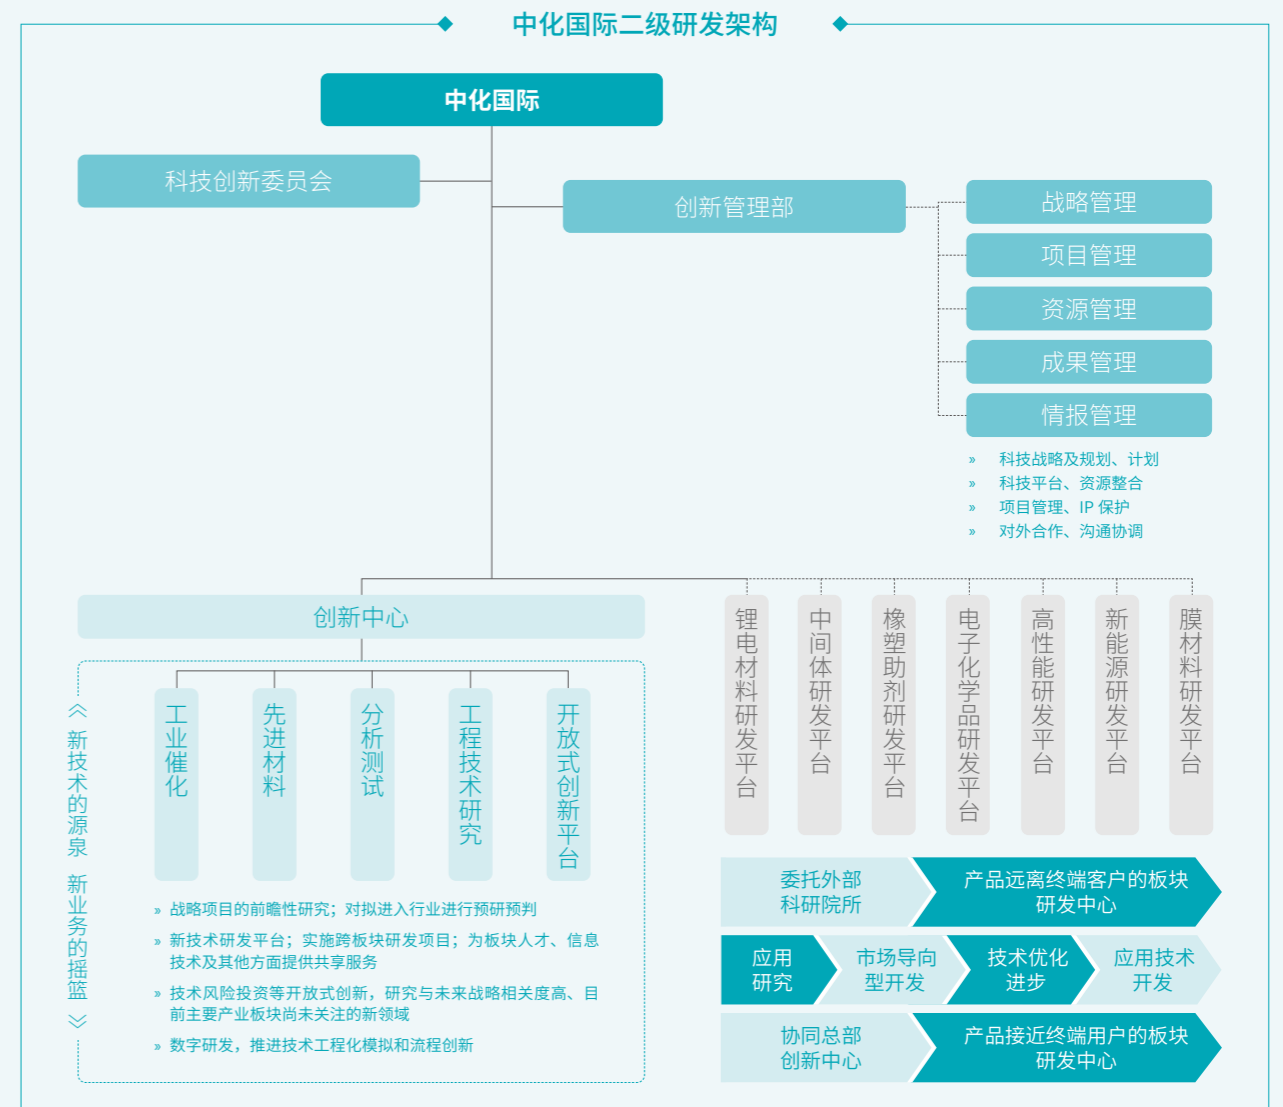 中化国际二级研发架构
中化国际
科技创新委员会
创新管理部
战略管理
项目管理
资源管理
成果管理
情报管理
» 科技战略及规划、计划
» 科技平台、资源整合
» 项目管理、IP 保护
» 对外合作、沟通协调
创新中心
《 新技术的源泉 新业务的摇篮 》
工业催化
先进材料
分析测试
工程技术研究
开放式创新平台
» 战略项目的前瞻性研究；对拟进入行业进行预研预判
» 新技术研发平台；实施跨板块研发项目；为板块人才、信息
技术及其他方面提供共享服务
» 技术风险投资等开放式创新，研究与未来战略相关度高、目
前主要产业板块尚未关注的新领域
» 数字研发，推进技术工程化模拟和流程创新
锂电材料研发平台
中间体研发平台
橡塑助剂研发平台
电子化学品研发平台
高性能研发平台
新能源研发平台
膜材料研发平台
委托外部
科研院所
产品远离终端客户的板块
研发中心
应用
研究
市场导向
型开发
技术优化
进步
应用技术
开发
协同总部
创新中心
产品接近终端用户的板块
研发中心